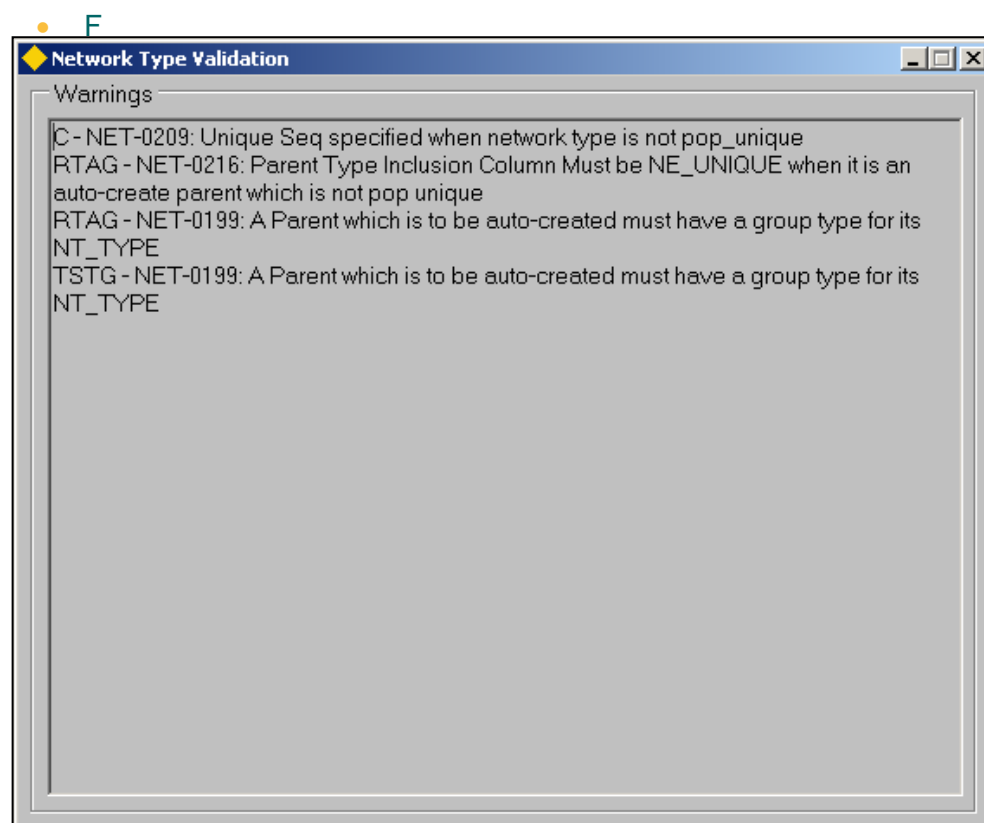 • F
Network Type Validation
Warnings
C - NET-0209: Unique Seq specified when network type is not pop_unique
RTAG - NET-0216: Parent Type Inclusion Column Must be NE_UNIQUE when it is an
auto-create parent which is not pop unique
RTAG - NET-0199: A Parent which is to be auto-created must have a group type for its
NT_TYPE
TSTG - NET-0199: A Parent which is to be auto-created must have a group type for its
NT_TYPE